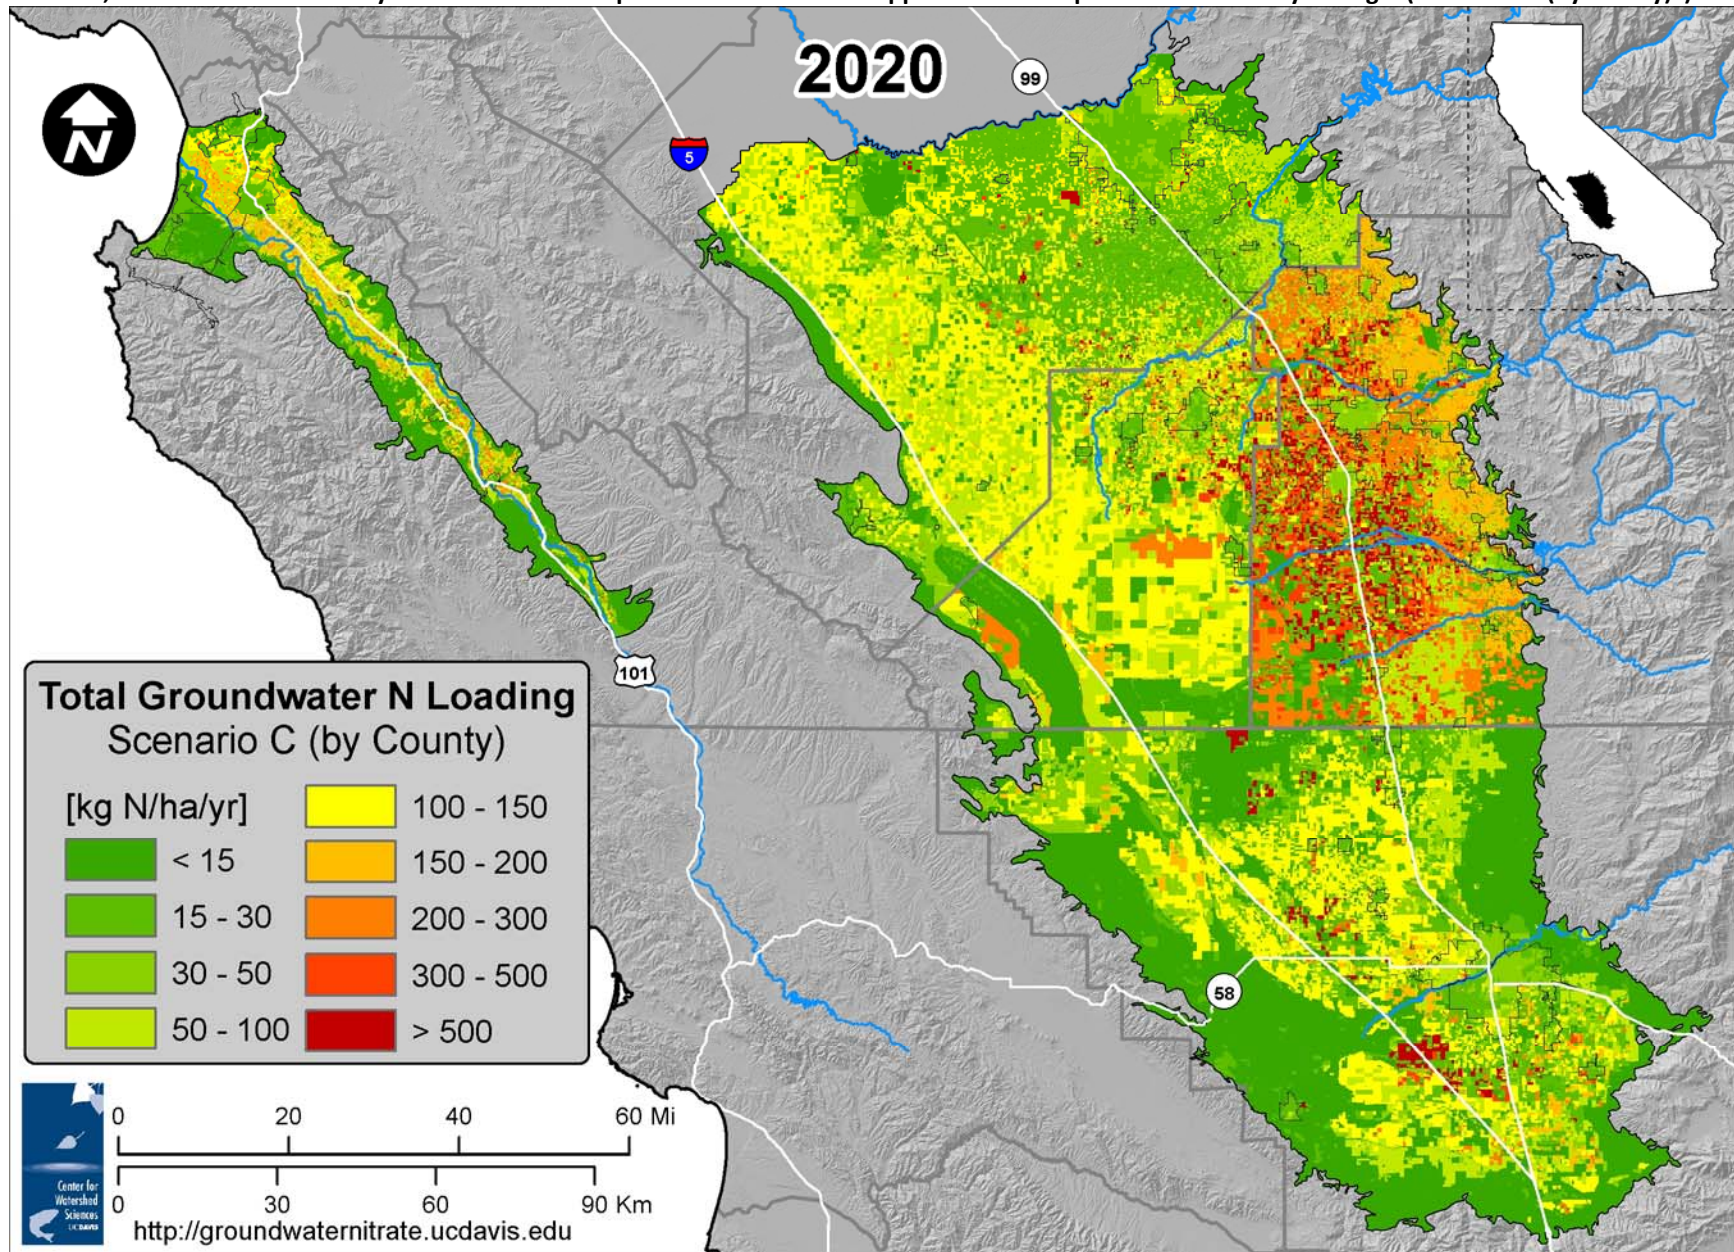 2020
99
5
101
58
Total Groundwater N Loading
Scenario C (by County)
[kg N/ha/yr]
< 15
15 - 30
30 - 50
50 - 100
100 - 150
150 - 200
200 - 300
300 - 500
> 500
N
Center for
Watershed
Sciences
UC DAVIS
0 20 40 60 Mi
0 30 60 90 Km
http://groundwaternitrate.ucdavis.edu